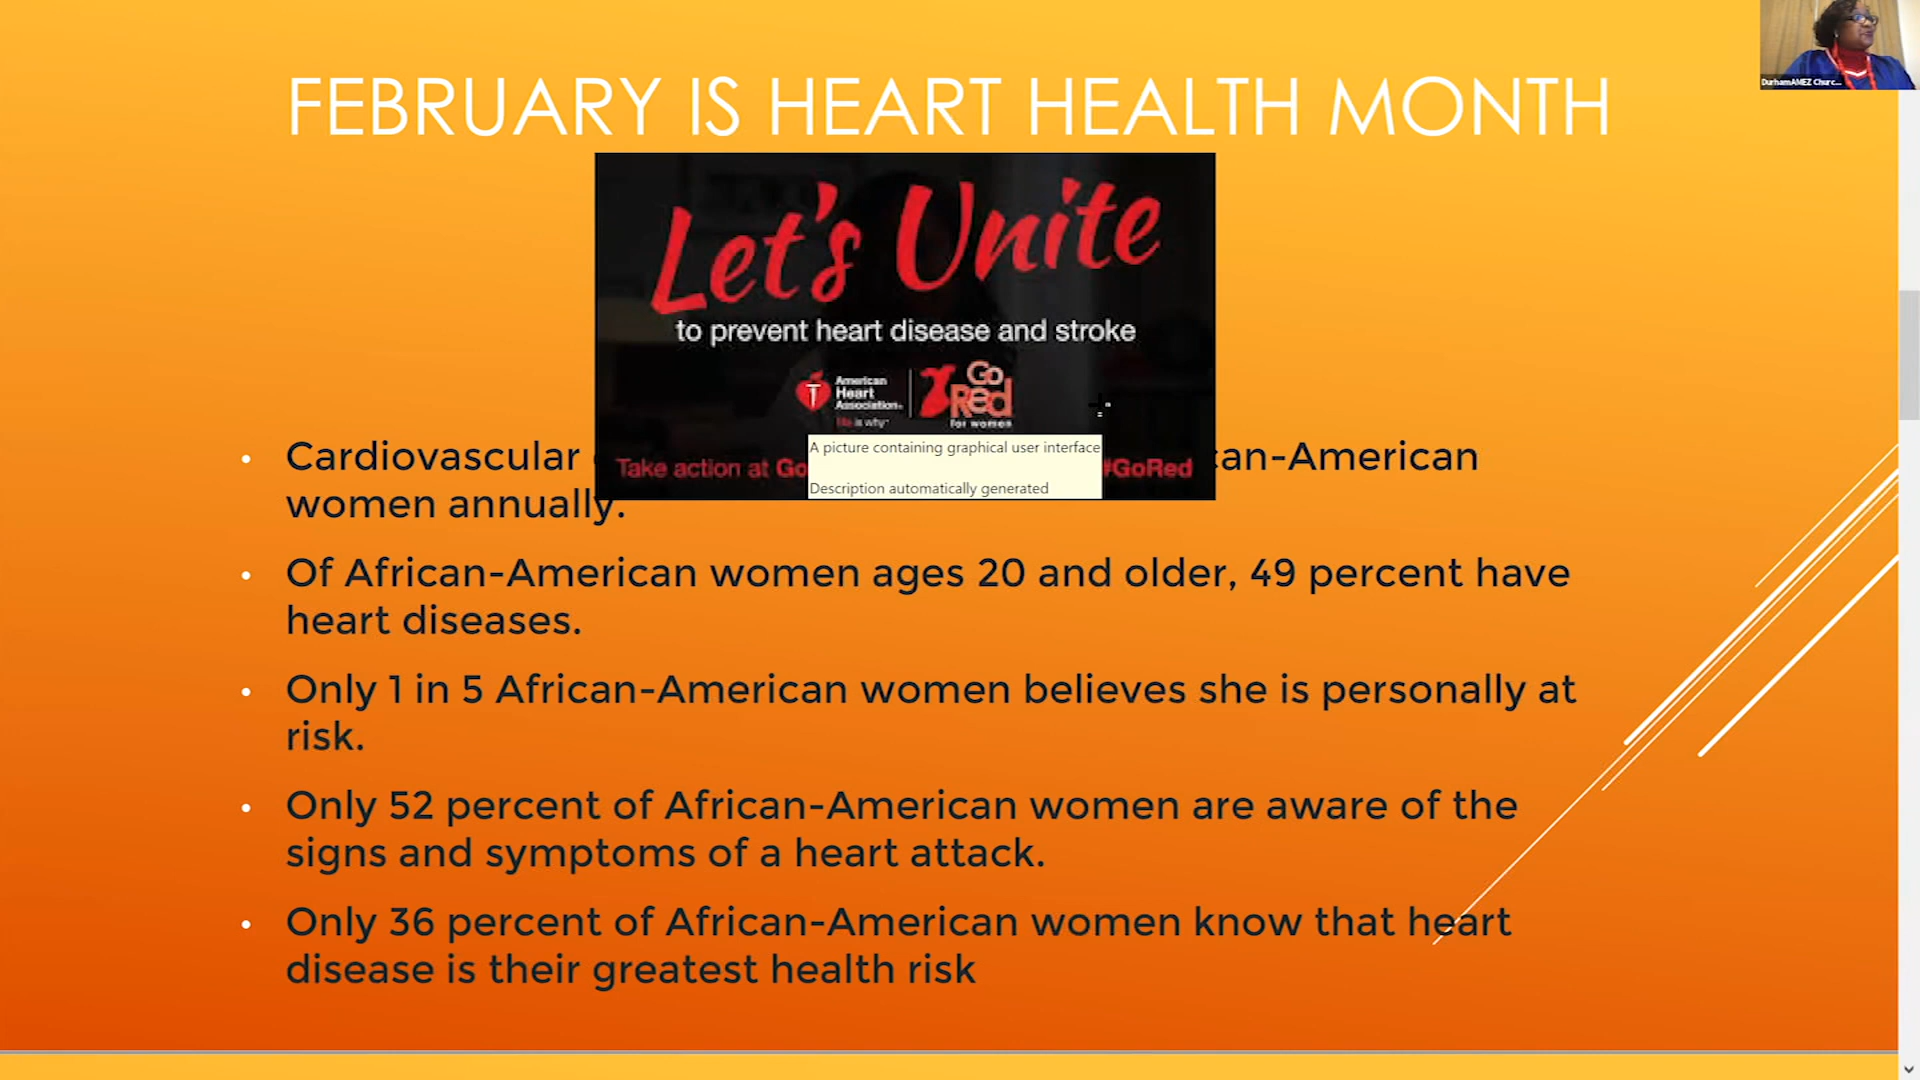 FEBRUARY IS HEART HEALTH MONTH
DurhamAMEZ Churc...
Let's Unite
to prevent heart disease and stroke
American
Heart
Association®
life is why™
Go
Red
for women
Take action at Go
#GoRed
A picture containing graphical user interface
Description automatically generated
• Cardiovascular can-American
women annually.
• Of African-American women ages 20 and older, 49 percent have
heart diseases.
• Only 1 in 5 African-American women believes she is personally at
risk.
• Only 52 percent of African-American women are aware of the
signs and symptoms of a heart attack.
• Only 36 percent of African-American women know that heart
disease is their greatest health risk